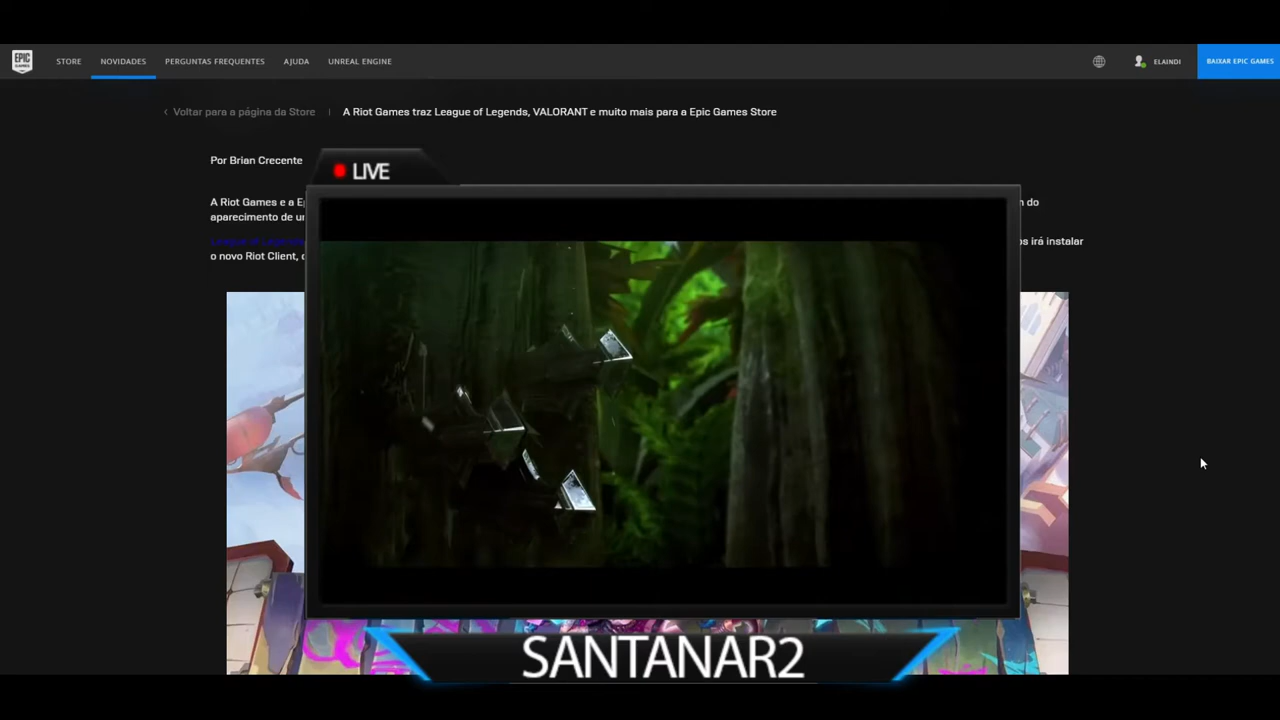 EPIC GAMES
STORE NOVIDADES PERGUNTAS FREQUENTES AJUDA UNREAL ENGINE ELAINDI BAIXAR EPIC GAMES
Voltar para a página da Store | A Riot Games traz League of Legends, VALORANT e muito mais para a Epic Games Store
Por Brian Crecente
LIVE
A Riot Games e a do
aparecimento de
irá instalar
o novo Riot Client,
SANTANAR2